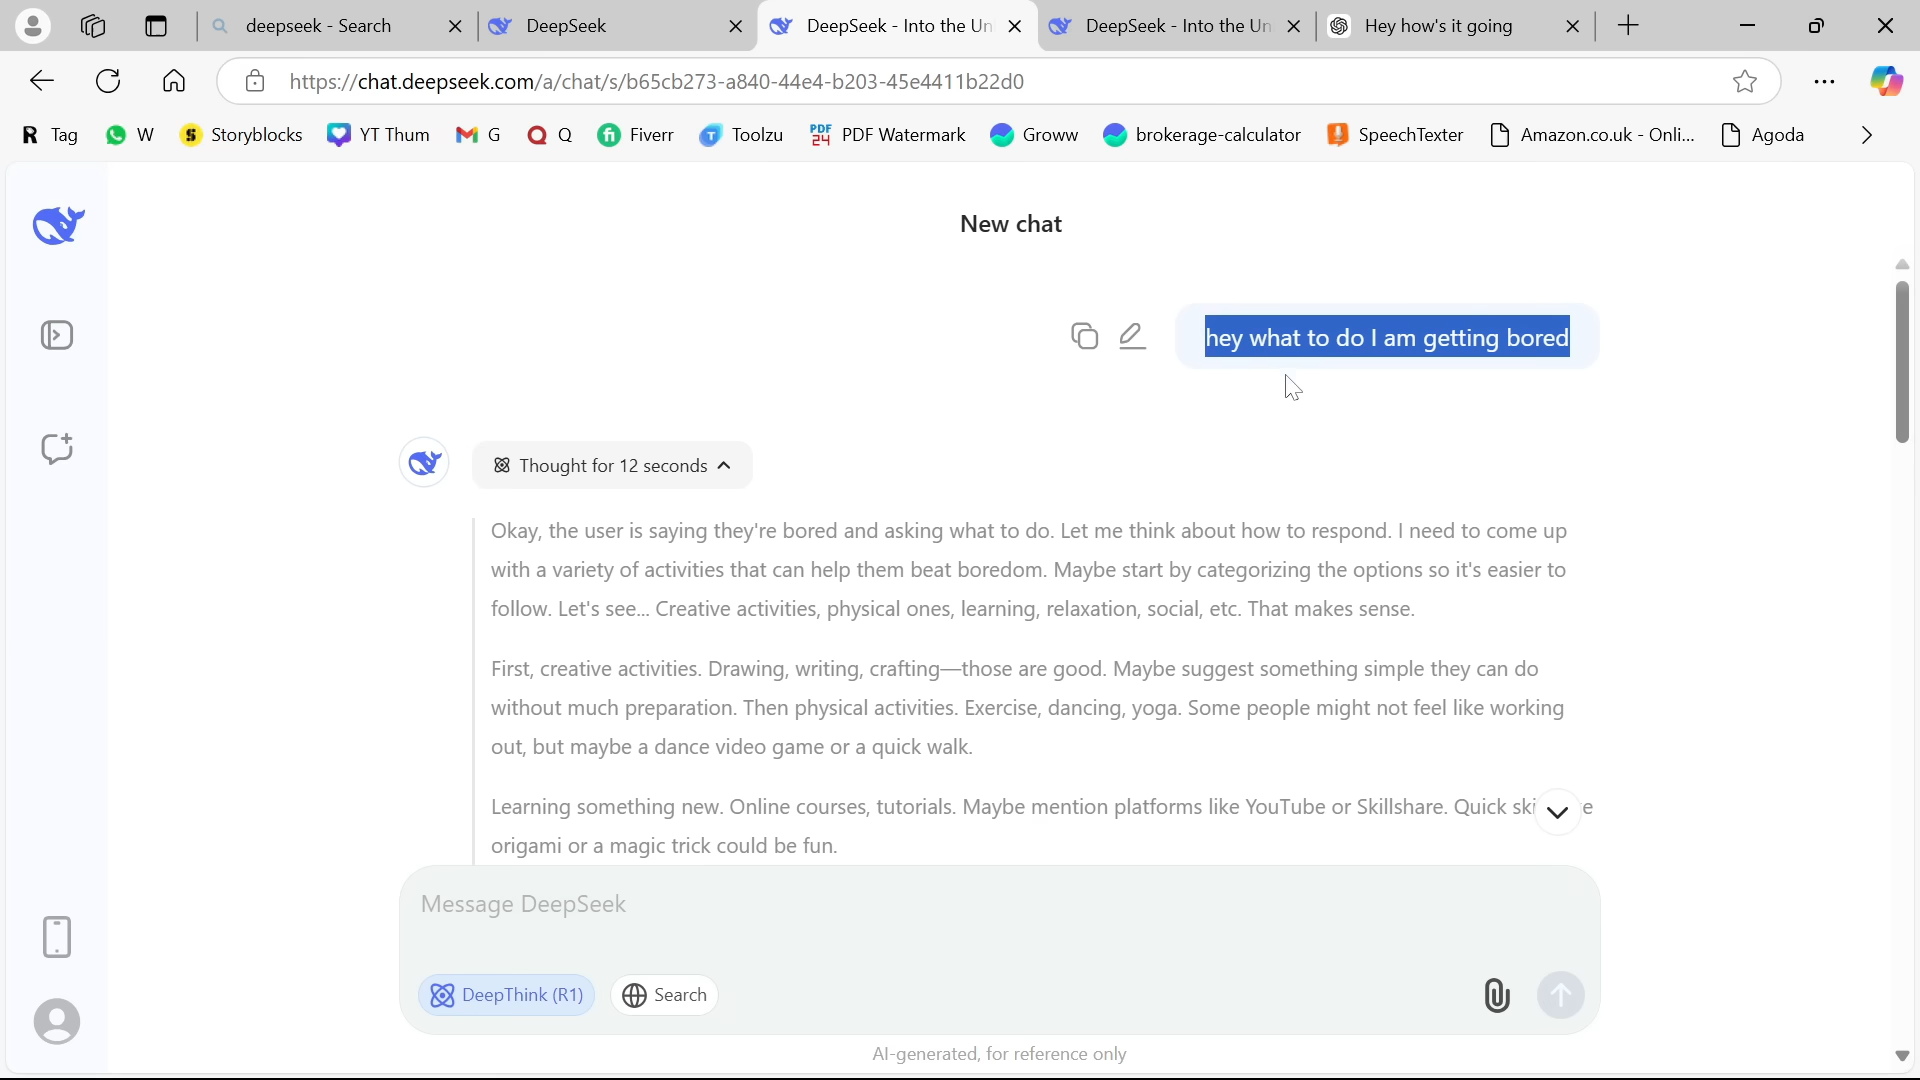 deepseek - Search
DeepSeek
DeepSeek - Into the Un
DeepSeek - Into the Un
Hey how's it going
https://chat.deepseek.com/a/chat/s/b65cb273-a840-44e4-b203-45e4411b22d0
Tag
W
Storyblocks
YT Thum
G
Q
Fiverr
Toolzu
PDF Watermark
Groww
brokerage-calculator
SpeechTexter
Amazon.co.uk - Onli...
Agoda
New chat
hey what to do I am getting bored
Thought for 12 seconds
Okay, the user is saying they're bored and asking what to do. Let me think about how to respond. I need to come up
with a variety of activities that can help them beat boredom. Maybe start by categorizing the options so it's easier to
follow. Let's see... Creative activities, physical ones, learning, relaxation, social, etc. That makes sense.
First, creative activities. Drawing, writing, crafting—those are good. Maybe suggest something simple they can do
without much preparation. Then physical activities. Exercise, dancing, yoga. Some people might not feel like working
out, but maybe a dance video game or a quick walk.
Learning something new. Online courses, tutorials. Maybe mention platforms like YouTube or Skillshare. Quick
origami or a magic trick could be fun.
Message DeepSeek
DeepThink (R1)
Search
AI-generated, for reference only